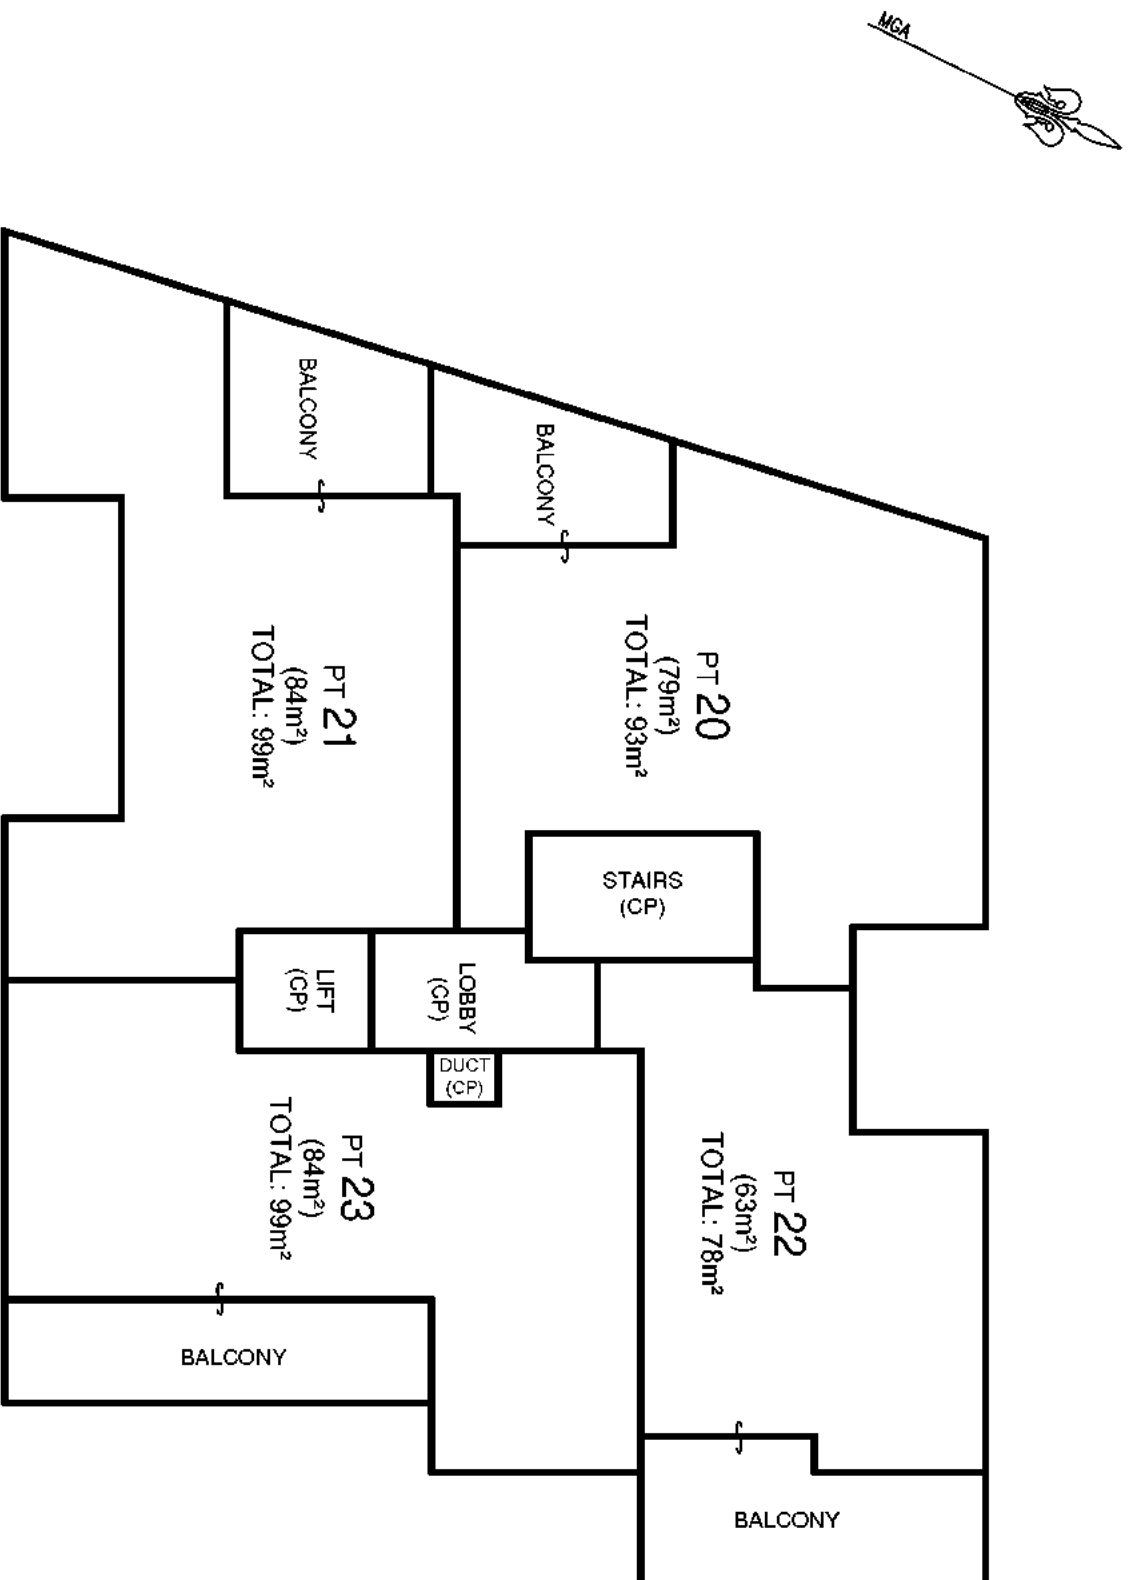 MGA
BALCONY
BALCONY
PT 20
(79m²)
TOTAL: 93m²
PT 21
(84m²)
TOTAL: 99m²
STAIRS
(CP)
LOBBY
(CP)
LIFT
(CP)
DUCT
(CP)
PT 22
(63m²)
TOTAL: 78m²
PT 23
(84m²)
TOTAL: 99m²
BALCONY
BALCONY